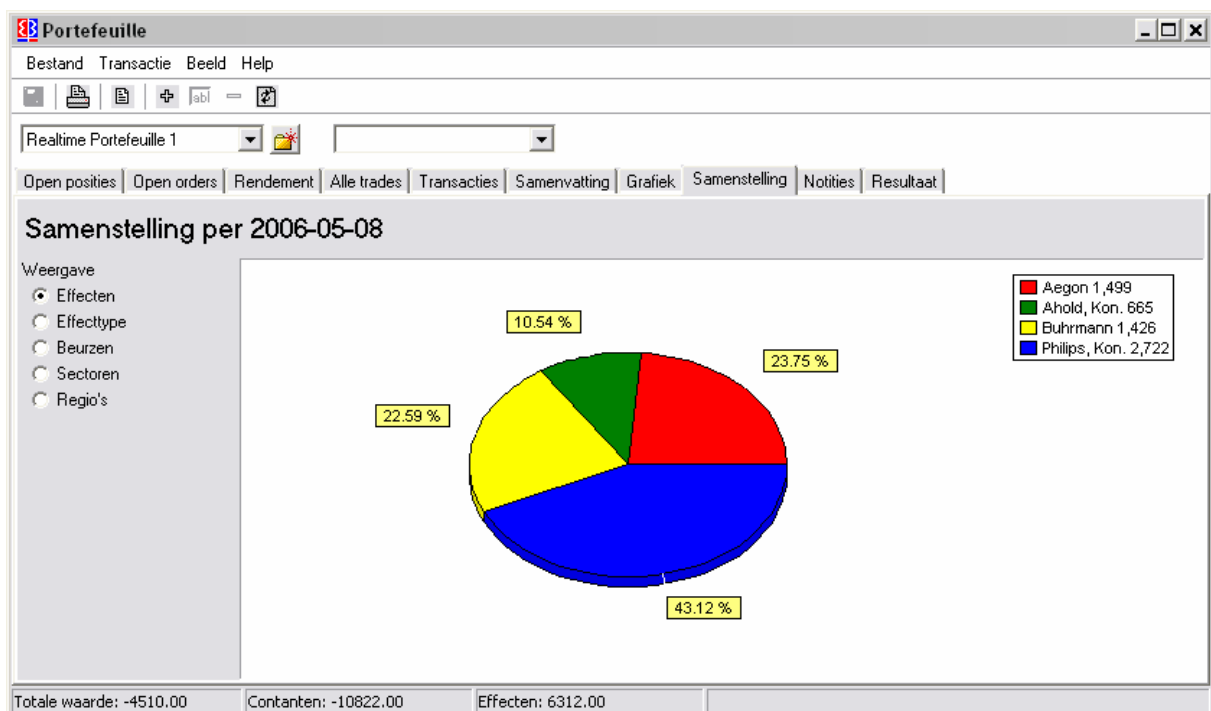 Portefeuille
Bestand Transactie Beeld Help
abl
Realtime Portefeuille 1
Open posities Open orders Rendement Alle trades Transacties Samenvatting Grafiek Samenstelling Notities Resultaat
Samenstelling per 2006-05-08
Weergave
Effecten
Effecttype
Beurzen
Sectoren
Regio's
Aegon 1,499
Ahold, Kon. 665
Buhrmann 1,426
Philips, Kon. 2,722
10.54 %
23.75 %
22.59 %
43.12 %
Totale waarde: -4510.00 Contanten: -10822.00 Effecten: 6312.00